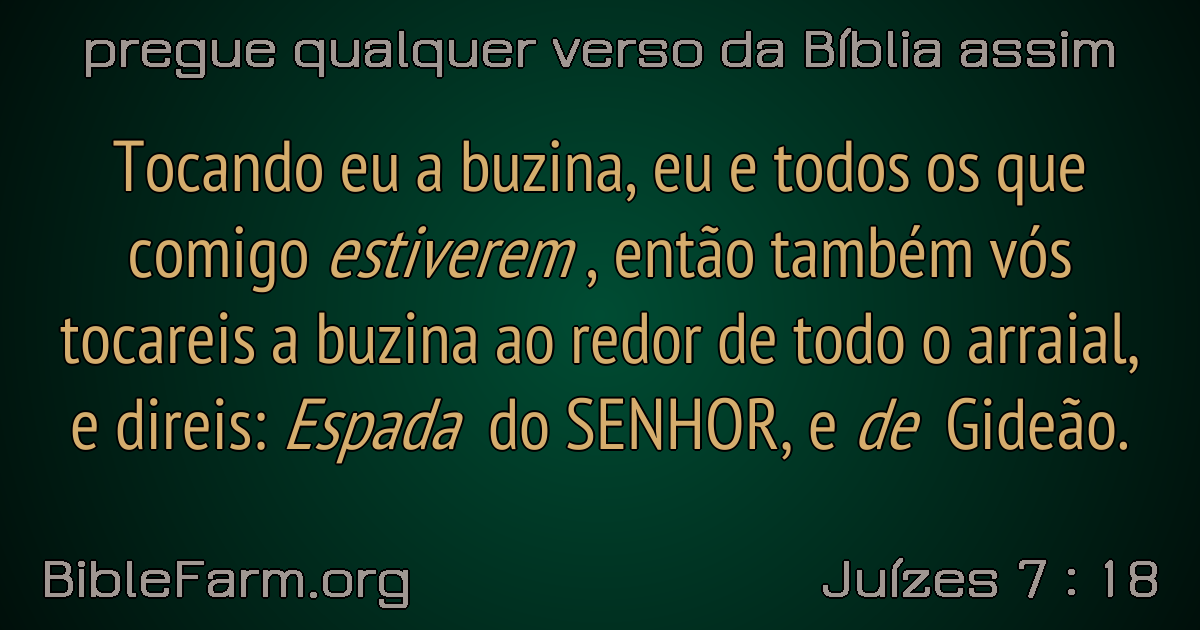 pregue qualquer verso da Bíblia assim
Tocando eu a buzina, eu e todos os que
comigo estiverem , então também vós
tocareis a buzina ao redor de todo o arraial,
e direis: Espada do SENHOR, e de Gideão.
BibleFarm.org
Juízes 7 : 18